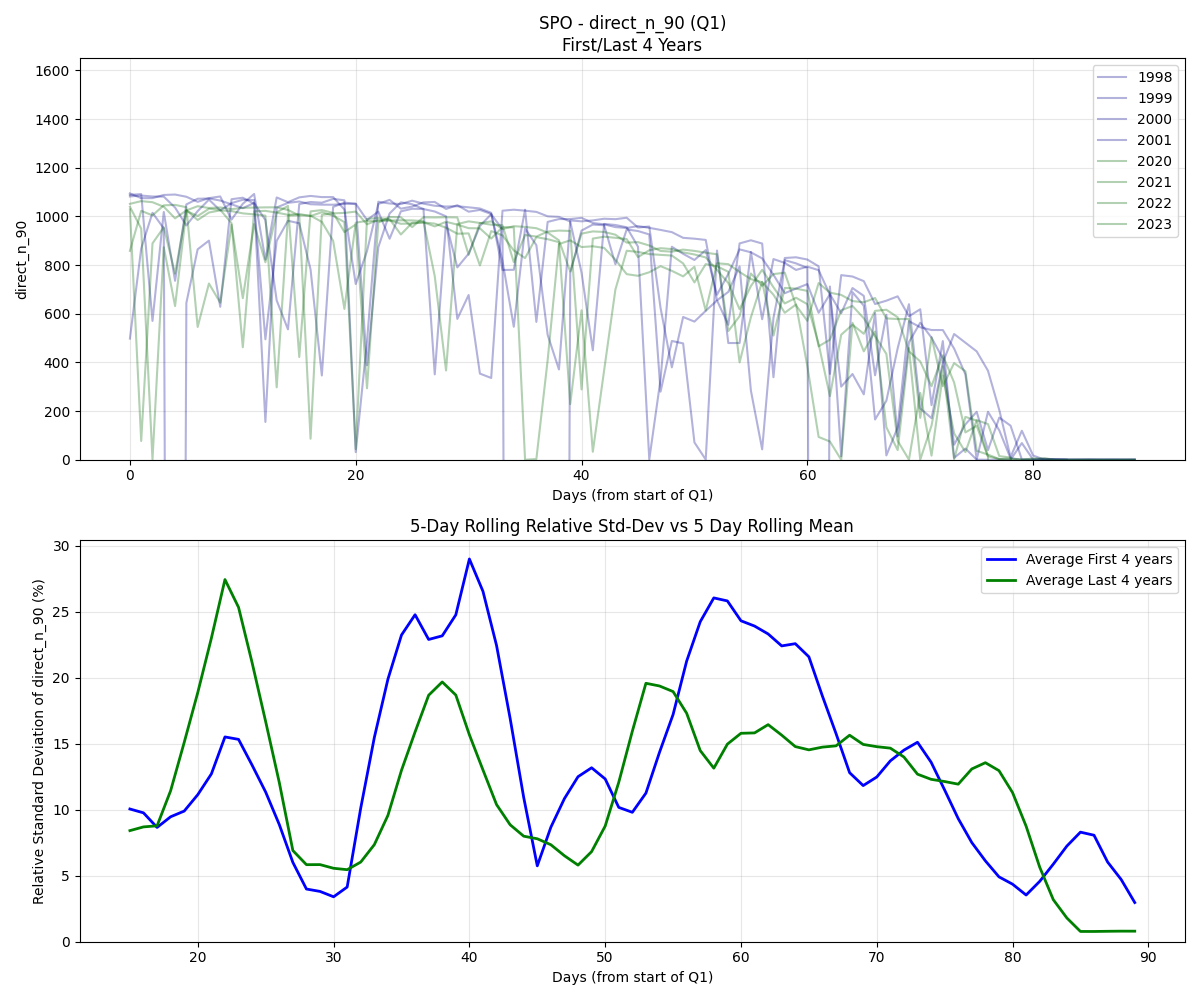 SPO - direct_n_90 (Q1)
First/Last 4 Years
1600
1400
1200
1000
800
600
400
200
0
direct_n_90
1998
1999
2000
2001
2020
2021
2022
2023
0 20 40 60 80
Days (from start of Q1)
5-Day Rolling Relative Std-Dev vs 5 Day Rolling Mean
30
25
20
15
10
5
0
Relative Standard Deviation of direct_n_90 (%)
Average First 4 years
Average Last 4 years
20 30 40 50 60 70 80 90
Days (from start of Q1)